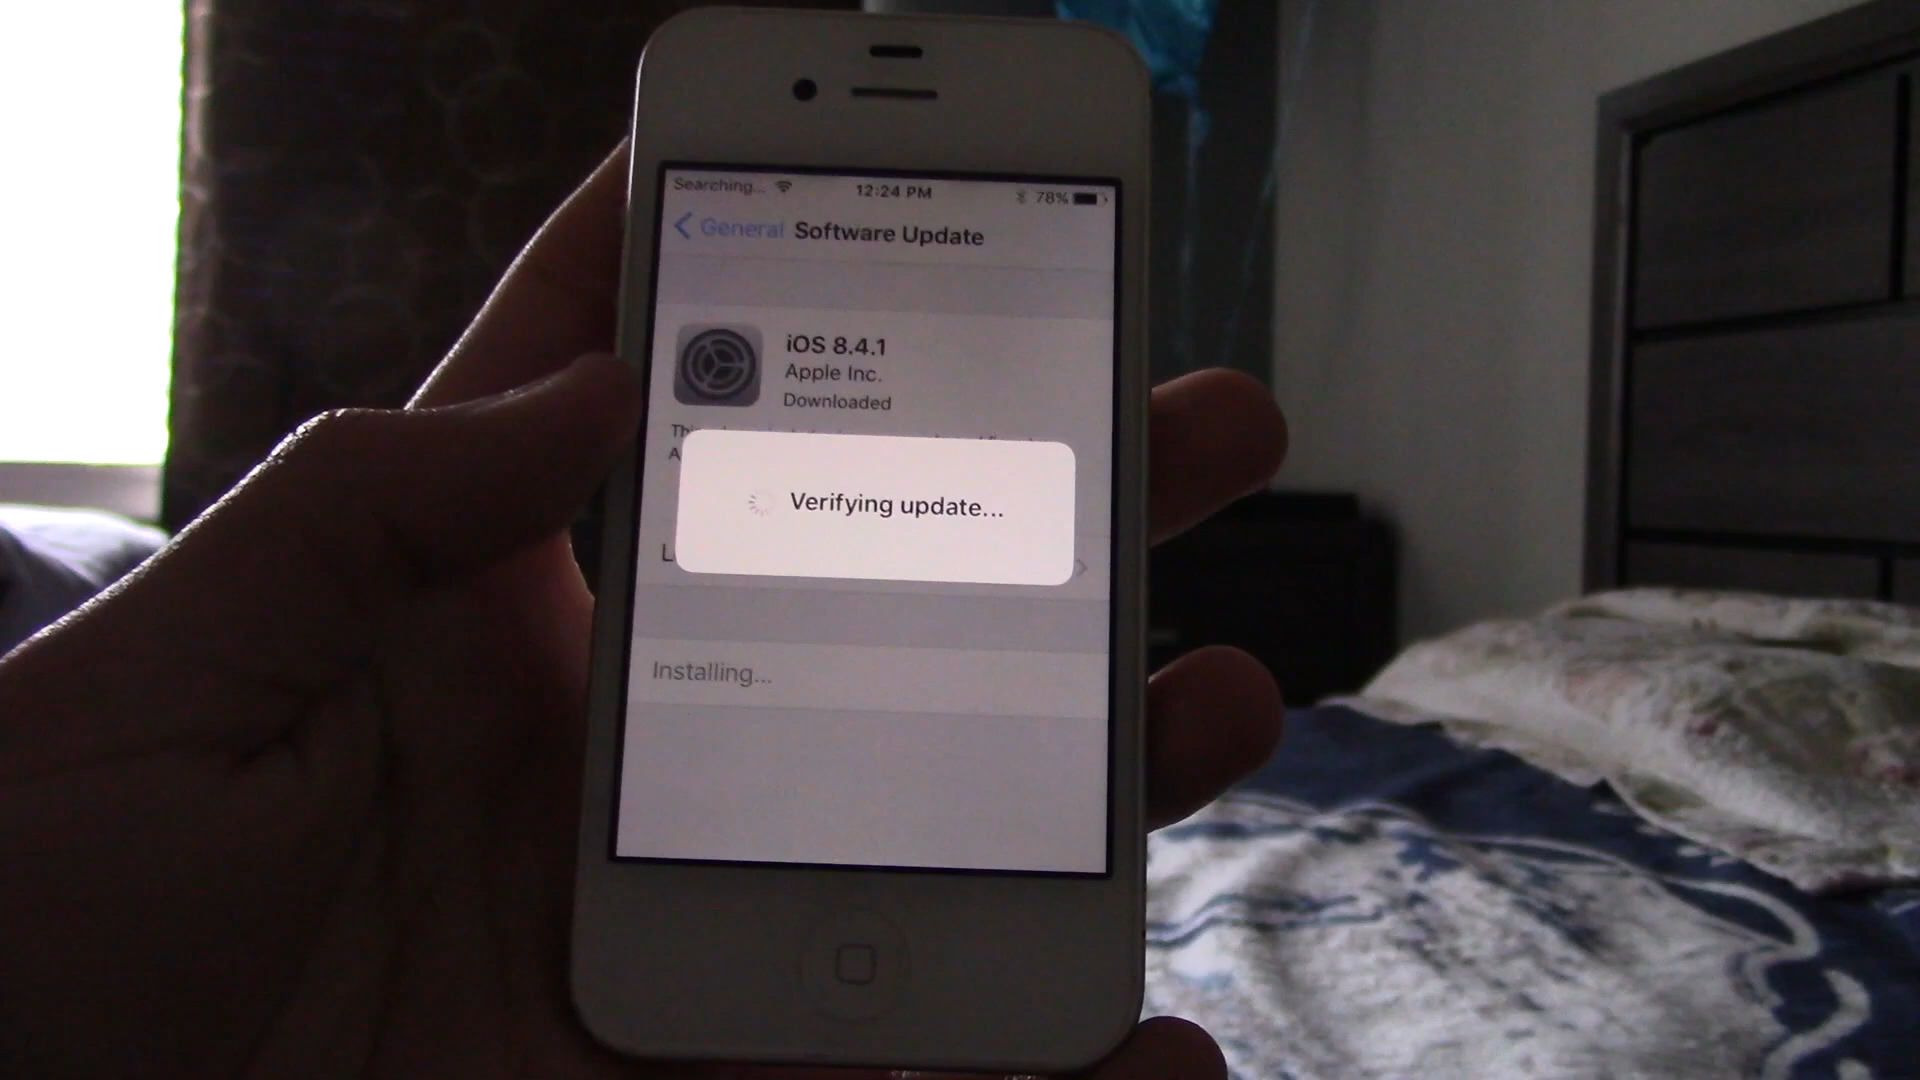 Searching... 12:24 PM 78%
General Software Update
iOS 8.4.1
Apple Inc.
Downloaded
Verifying update...
Installing...